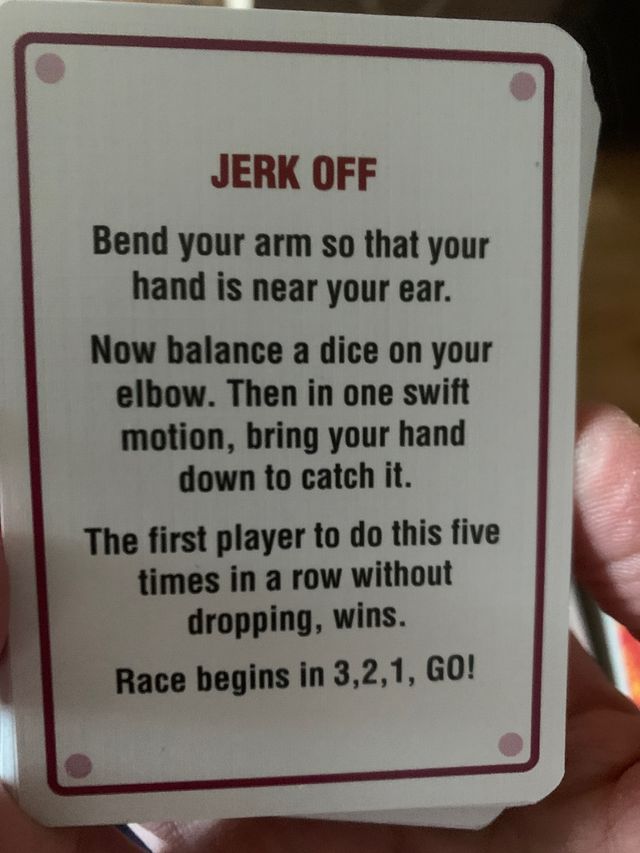 JERK OFF
Bend your arm so that your
hand is near your ear.
Now balance a dice on your
elbow. Then in one swift
motion, bring your hand
down to catch it.
The first player to do this five
times in a row without
dropping, wins.
Race begins in 3,2,1, GO!